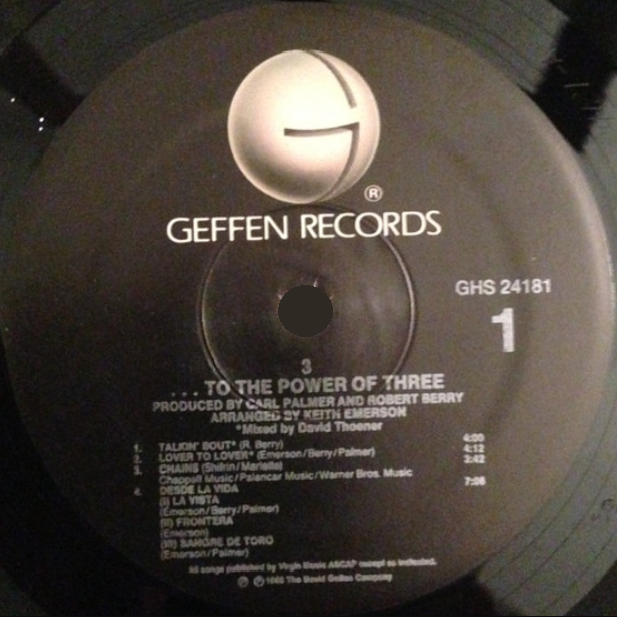 ®
GEFFEN RECORDS
GHS 24181
1
3
. . . TO THE POWER OF THREE
PRODUCED BY CARL PALMER AND ROBERT BERRY
ARRANGED BY KEITH EMERSON
*Mixed by David Thoener
1. TALKIN' BOUT* (R. Berry) 4:00
2. LOVER TO LOVER* (Emerson/Berry/Palmer) 4:12
3. CHAINS (Shifrin/Mariette) 3:42
Chappell Music/Palancar Music/Warner Bros. Music
4. DESDE LA VIDA 7:06
(I) LA VISTA
(Emerson/Berry/Palmer)
(II) FRONTERA
(Emerson)
(III) SANGRE DE TORO
(Emerson/Palmer)
All songs published by Virgin Music ASCAP except as indicated.
© ℗ 1988 The David Geffen Company